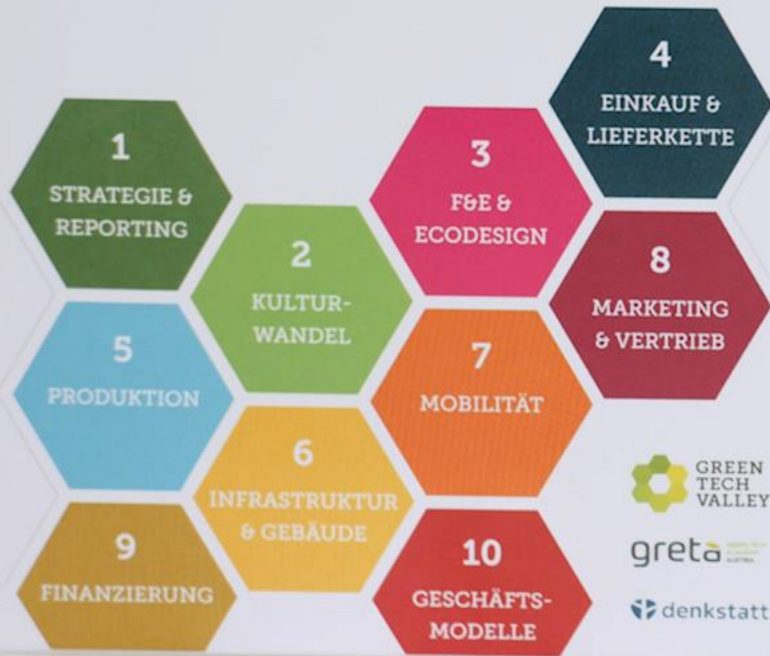 1
STRATEGIE &
REPORTING
2
KULTUR-
WANDEL
3
F&E &
ECODESIGN
4
EINKAUF &
LIEFERKETTE
5
PRODUKTION
6
INFRASTRUKTUR
& GEBÄUDE
7
MOBILITÄT
8
MARKETING
& VERTRIEB
9
FINANZIERUNG
10
GESCHÄFTS-
MODELLE
GREEN
TECH
VALLEY
greta
denkstatt